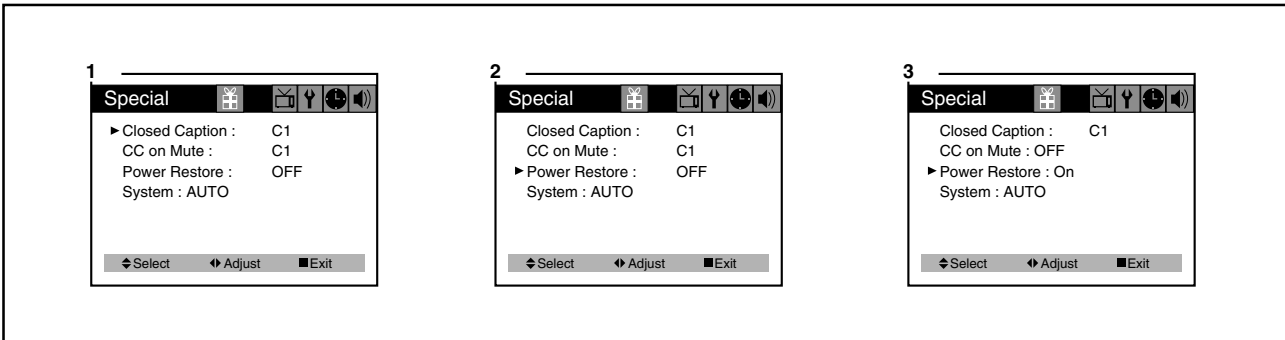 1
Special
►Closed Caption : C1
CC on Mute : C1
Power Restore : OFF
System : AUTO
Select Adjust Exit
2
Special
Closed Caption : C1
CC on Mute : C1
►Power Restore : OFF
System : AUTO
Select Adjust Exit
3
Special
Closed Caption : C1
CC on Mute : OFF
►Power Restore : On
System : AUTO
Select Adjust Exit